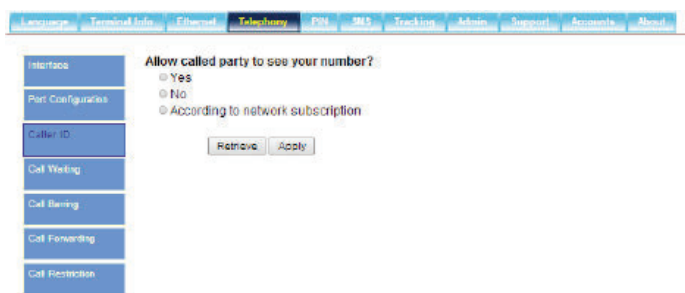 Language Terminal Info Ethernet Telephony PIN SMS Tracking Admin Support Accounts About
Interface
Port Configuration
Caller ID
Call Waiting
Call Barring
Call Forwarding
Call Restriction
Allow called party to see your number?
Yes
No
According to network subscription
Retrieve Apply